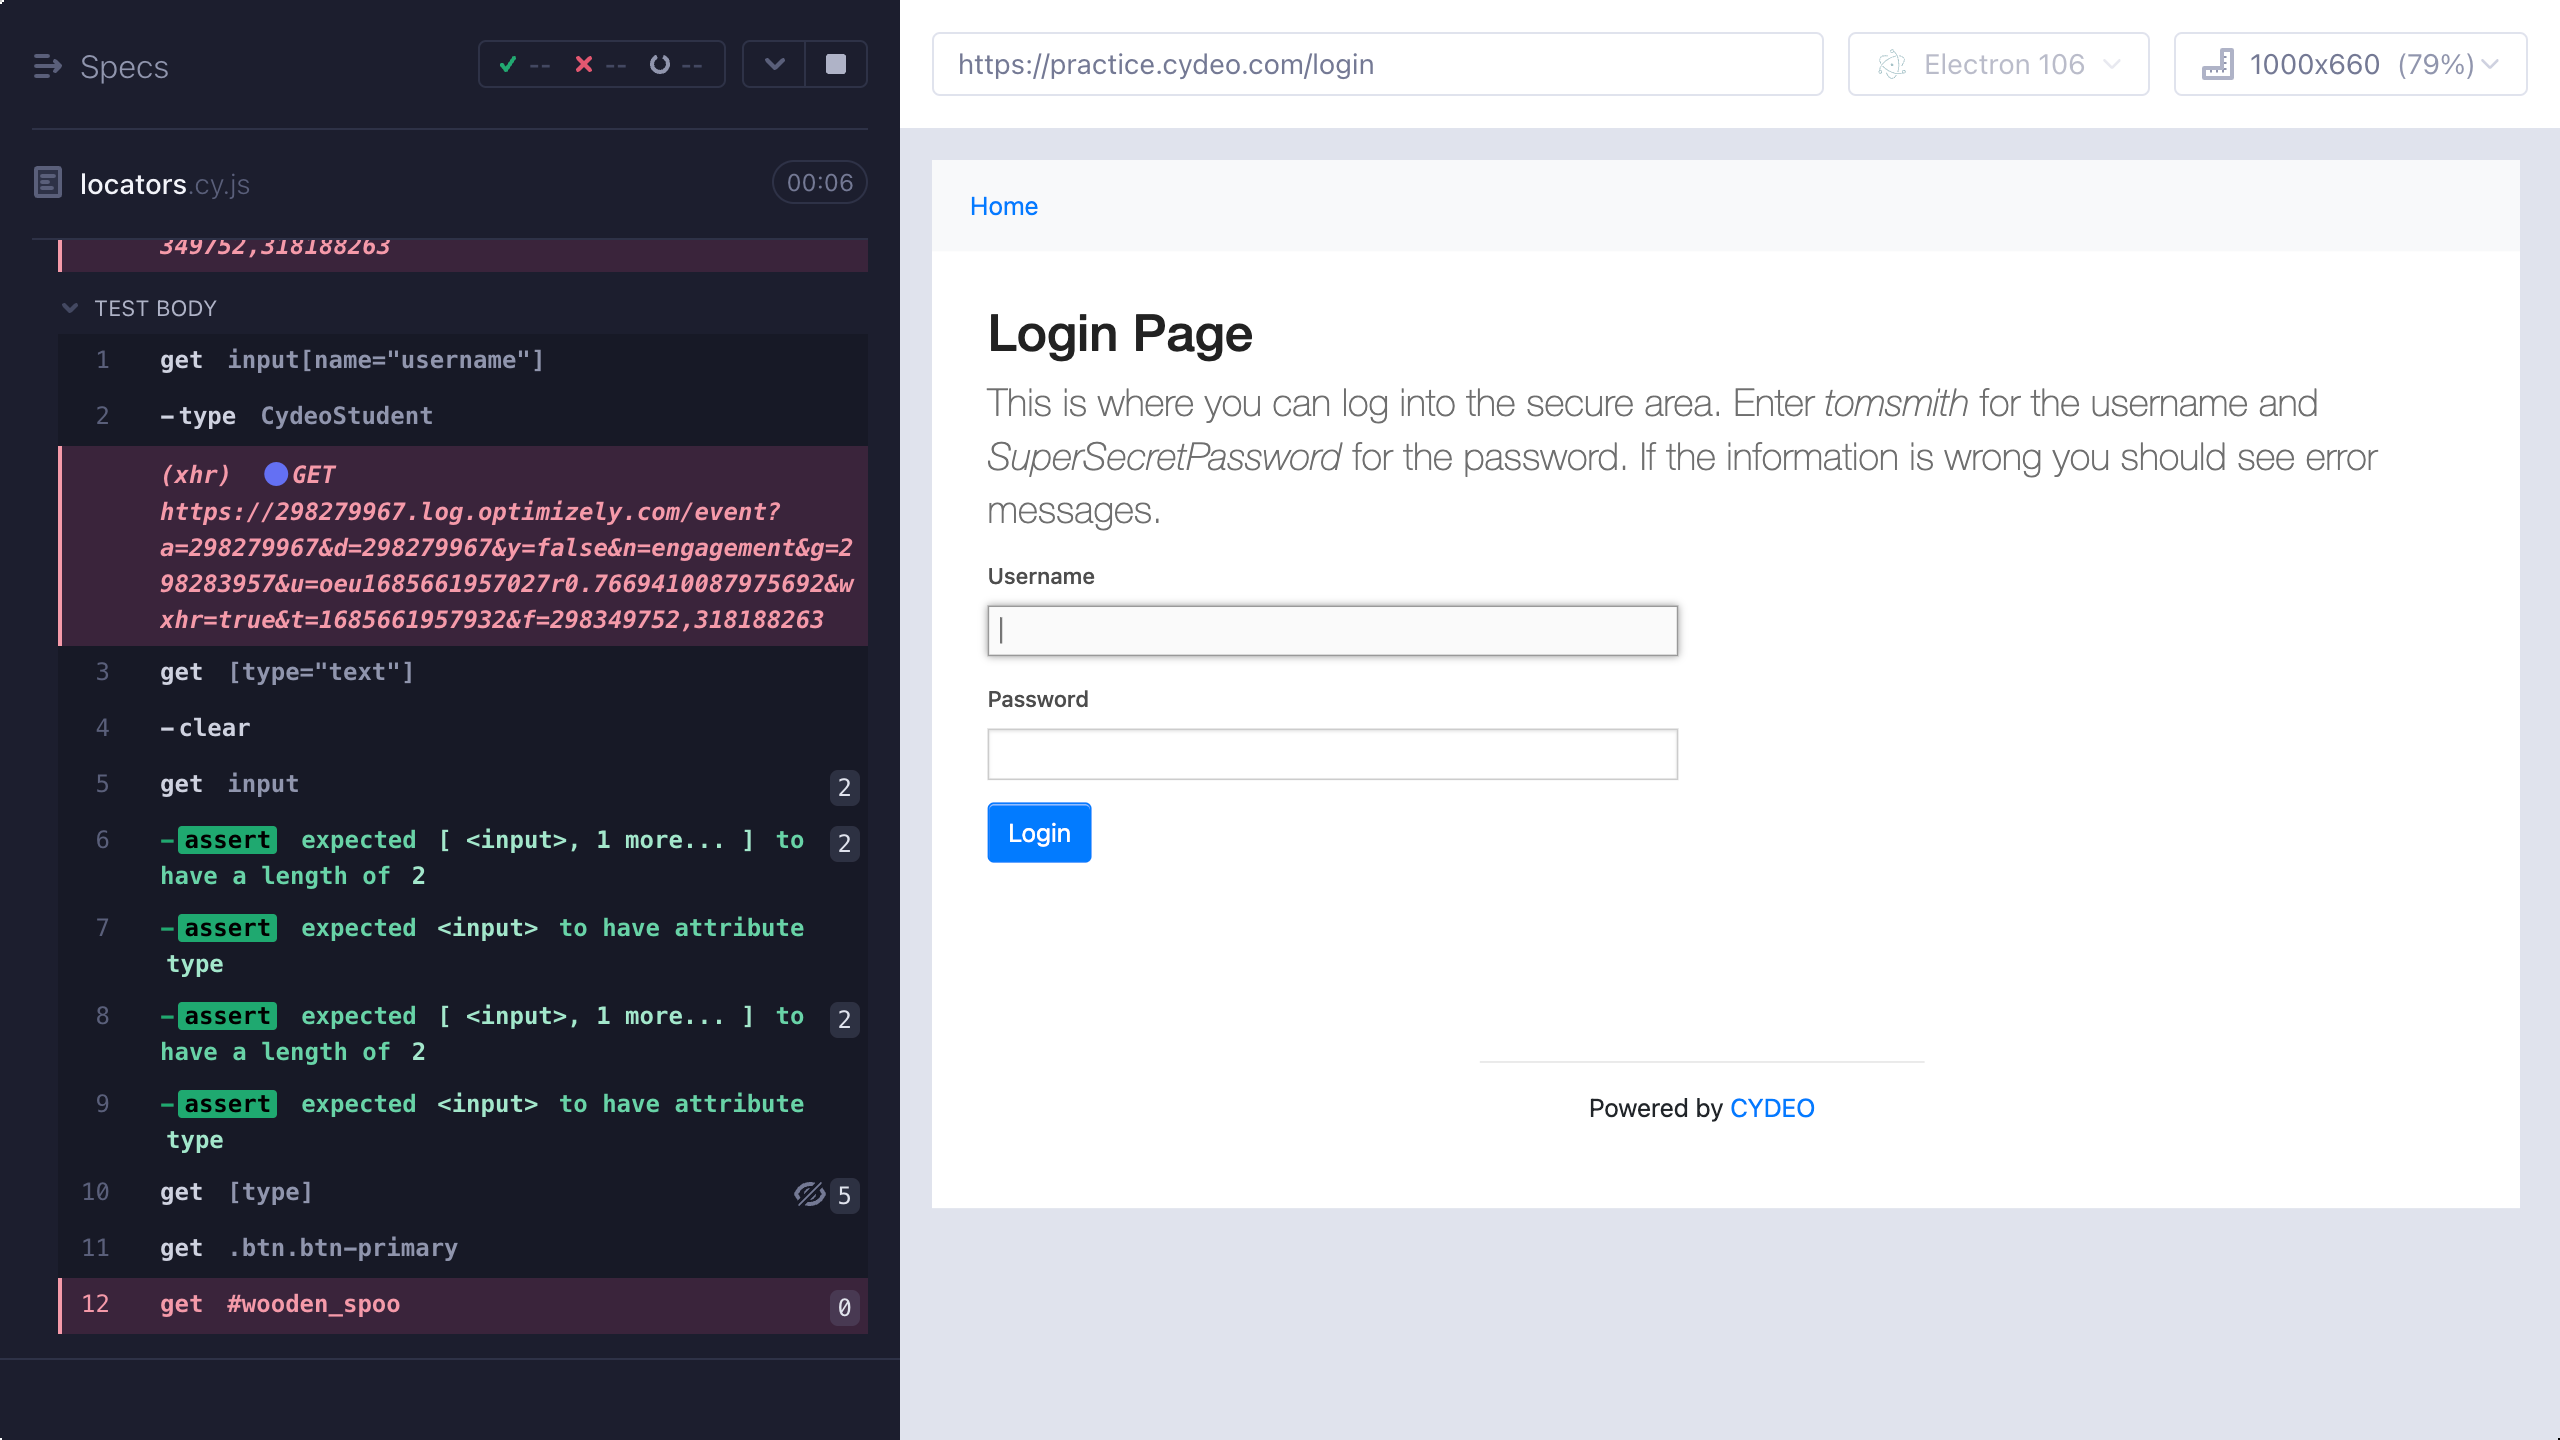 Specs
-- -- --
locators.cy.js
00:06
349752,318188263
TEST BODY
1 get input[name="username"]
2 -type CydeoStudent
(xhr) GET
https://298279967.log.optimizely.com/event?
a=298279967&d=298279967&y=false&n=engagement&g=2
98283957&u=oeu1685661957027r0.7669410087975692&w
xhr=true&t=1685661957932&f=298349752,318188263
3 get [type="text"]
4 -clear
5 get input 2
6 -assert expected [ <input>, 1 more... ] to 2
have a length of 2
7 -assert expected <input> to have attribute
type
8 -assert expected [ <input>, 1 more... ] to 2
have a length of 2
9 -assert expected <input> to have attribute
type
10 get [type] 5
11 get .btn.btn-primary
12 get #wooden_spoo 0
https://practice.cydeo.com/login
Electron 106
1000x660 (79%)
Home
Login Page
This is where you can log into the secure area. Enter tomsmith for the username and
SuperSecretPassword for the password. If the information is wrong you should see error
messages.
Username
Password
Login
Powered by CYDEO